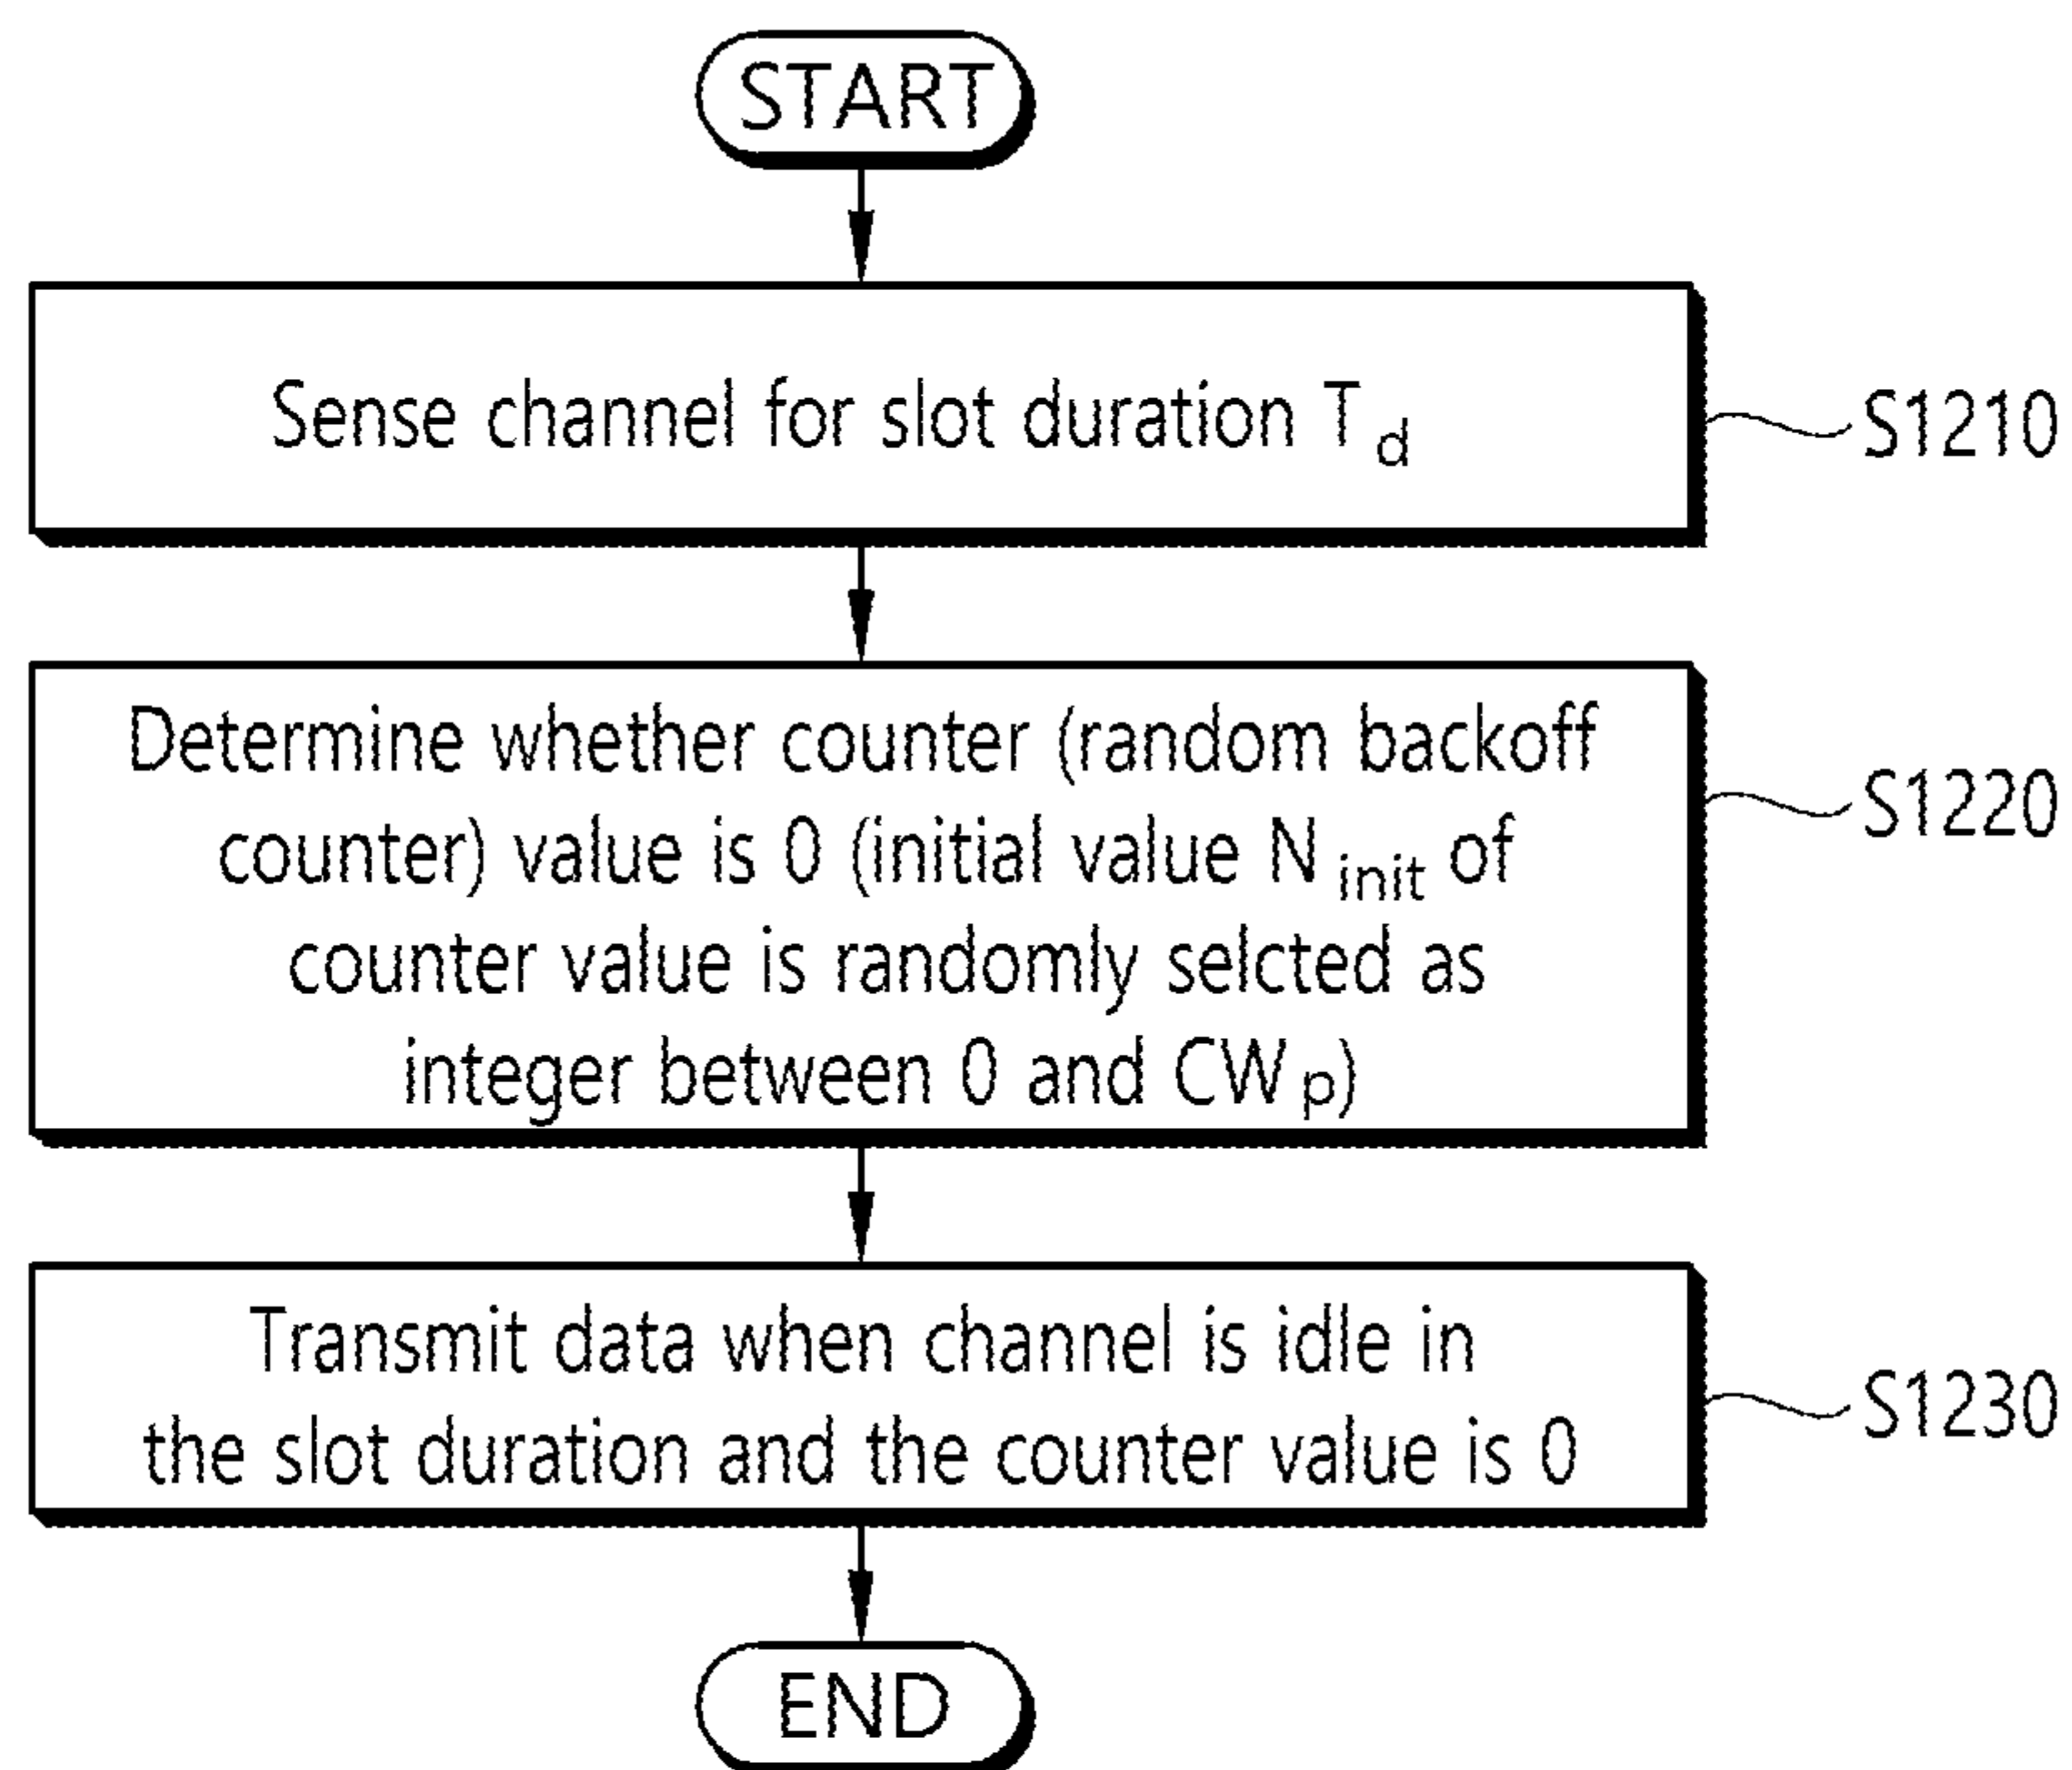 START
Sense channel for slot duration T d
S1210
Determine whether counter (random backoff
counter) value is 0 (initial value N init of
counter value is randomly selcted as
integer between 0 and CW p)
S1220
Transmit data when channel is idle in
the slot duration and the counter value is 0
S1230
END